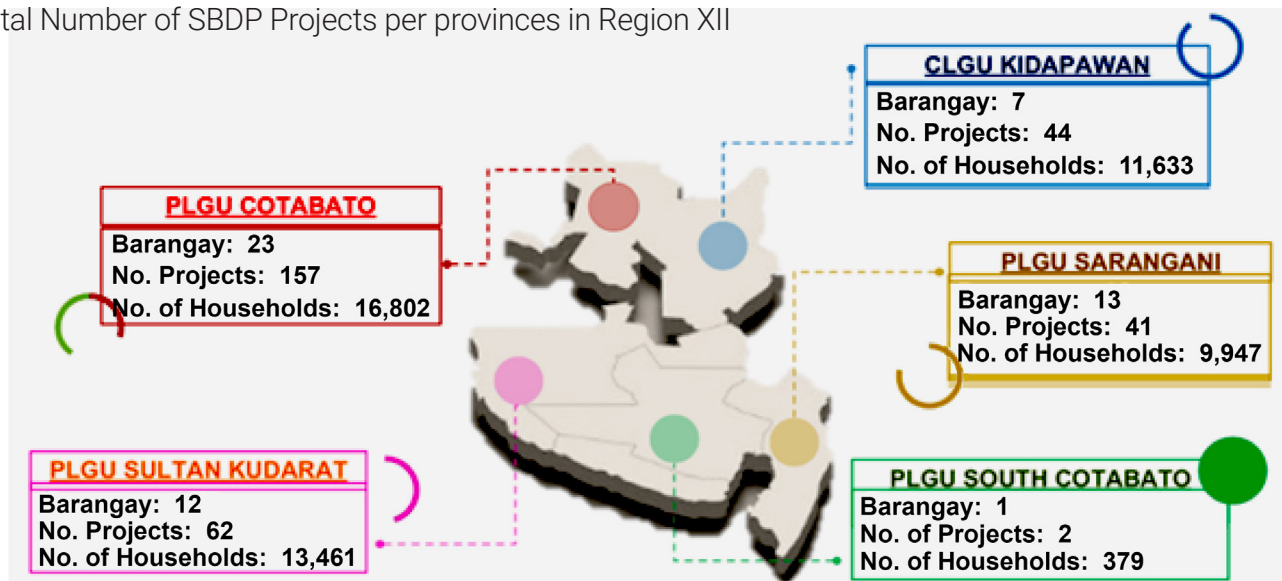 tal Number of SBDP Projects per provinces in Region XII
CLGU KIDAPAWAN
Barangay: 7
No. Projects: 44
No. of Households: 11,633
PLGU COTABATO
Barangay: 23
No. Projects: 157
No. of Households: 16,802
PLGU SARANGANI
Barangay: 13
No. Projects: 41
No. of Households: 9,947
PLGU SULTAN KUDARAT
Barangay: 12
No. Projects: 62
No. of Households: 13,461
PLGU SOUTH COTABATO
Barangay: 1
No. of Projects: 2
No. of Households: 379